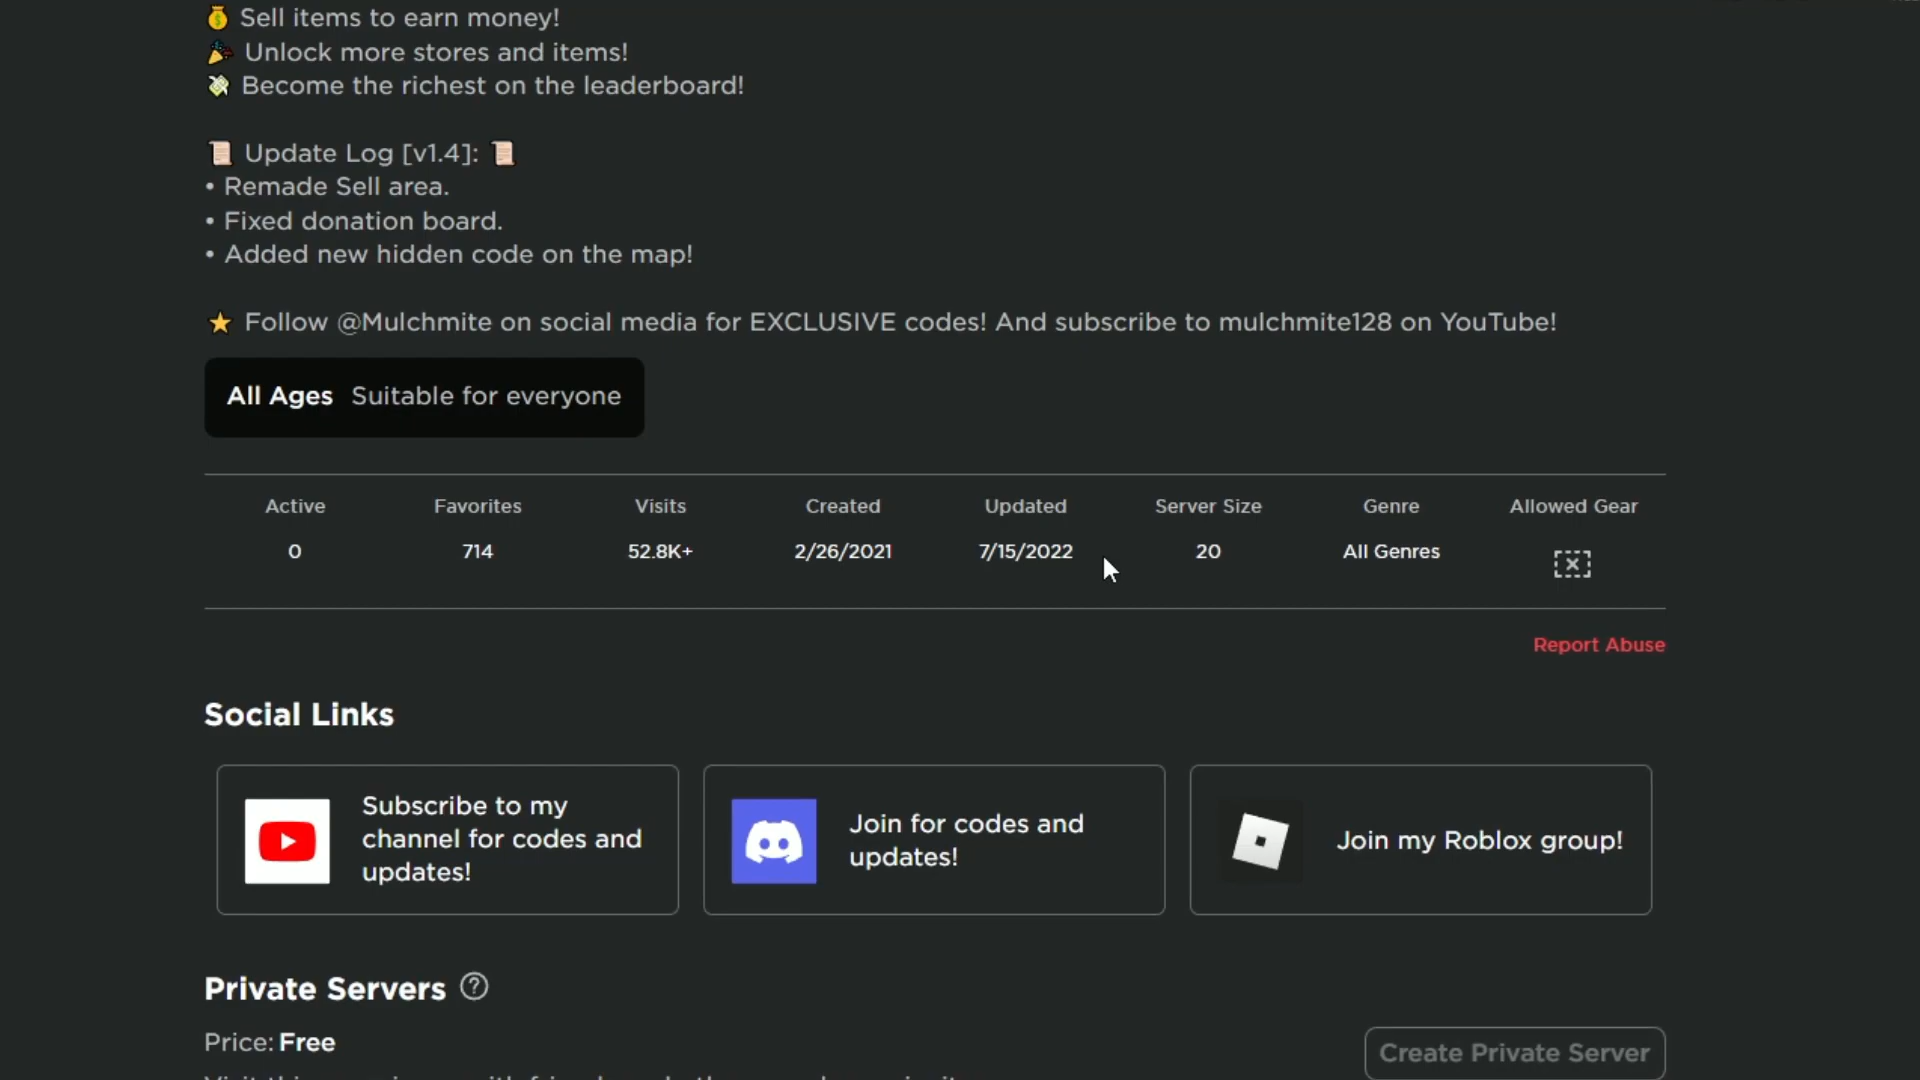 💰 Sell items to earn money!
🎉 Unlock more stores and items!
💸 Become the richest on the leaderboard!
📜 Update Log [v1.4]: 📜
• Remade Sell area.
• Fixed donation board.
• Added new hidden code on the map!
⭐ Follow @Mulchmite on social media for EXCLUSIVE codes! And subscribe to mulchmite128 on YouTube!
All Ages Suitable for everyone
Active Favorites Visits Created Updated Server Size Genre Allowed Gear
0 714 52.8K+ 2/26/2021 7/15/2022 20 All Genres
Report Abuse
Social Links
Subscribe to my
channel for codes and
updates!
Join for codes and
updates!
Join my Roblox group!
Private Servers
Price: Free
Create Private Server